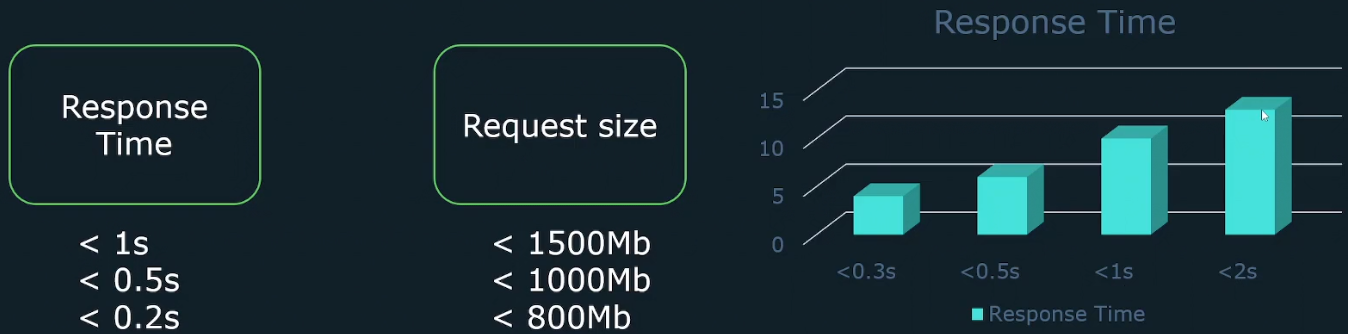 Response
Time
< 1s
< 0.5s
< 0.2s
Request size
< 1500Mb
< 1000Mb
< 800Mb
Response Time
15
10
5
0
<0.3s
<0.5s
<1s
<2s
Response Time